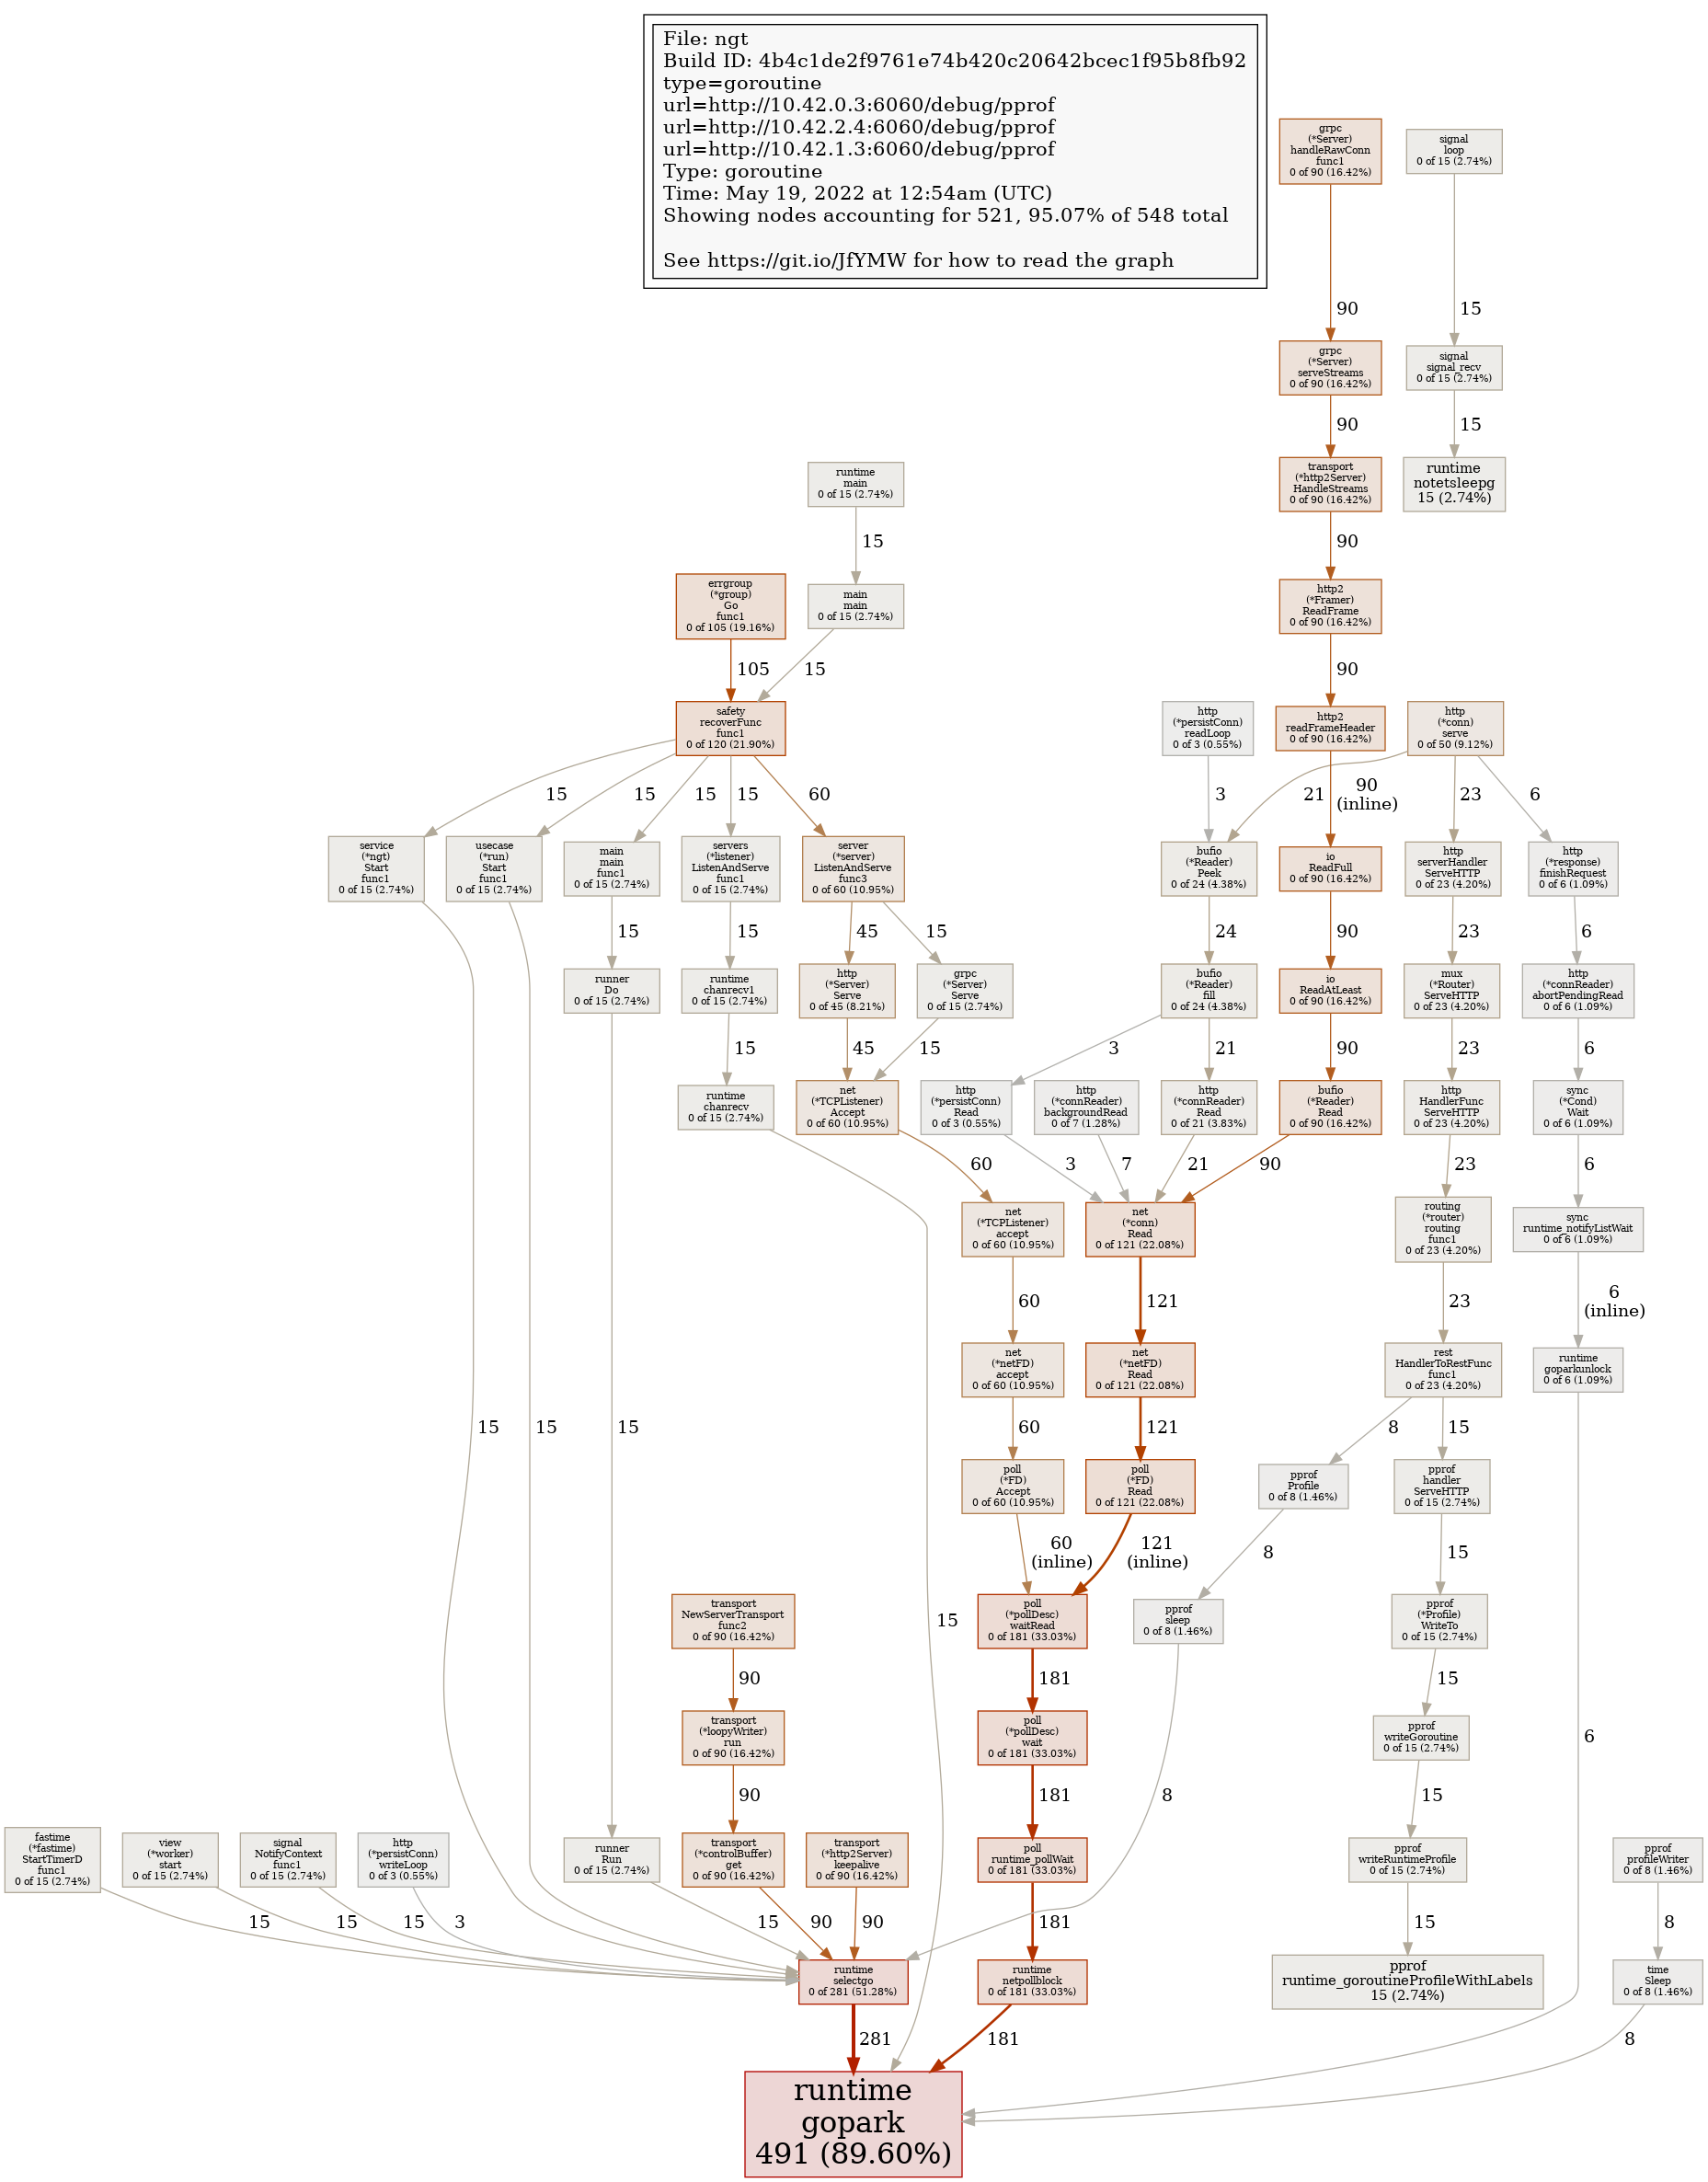 File: ngt
Build ID: 4b4c1de2f9761e74b420c20642bcec1f95b8fb92
type=goroutine
url=http://10.42.0.3:6060/debug/pprof
url=http://10.42.2.4:6060/debug/pprof
url=http://10.42.1.3:6060/debug/pprof
Type: goroutine
Time: May 19, 2022 at 12:54am (UTC)
Showing nodes accounting for 521, 95.07% of 548 total
See https://git.io/JfYMW for how to read the graph
grpc
(*Server)
handleRawConn
func1
0 of 90 (16.42%)
signal
loop
0 of 15 (2.74%)
90
15
grpc
(*Server)
serveStreams
0 of 90 (16.42%)
signal
signal_recv
0 of 15 (2.74%)
90
15
transport
(*http2Server)
HandleStreams
0 of 90 (16.42%)
runtime
notetsleepg
15 (2.74%)
runtime
main
0 of 15 (2.74%)
15
90
errgroup
(*group)
Go
func1
0 of 105 (19.16%)
main
main
0 of 15 (2.74%)
http2
(*Framer)
ReadFrame
0 of 90 (16.42%)
105
15
90
safety
recoverFunc
func1
0 of 120 (21.90%)
http
(*persistConn)
readLoop
0 of 3 (0.55%)
http2
readFrameHeader
0 of 90 (16.42%)
http
(*conn)
serve
0 of 50 (9.12%)
15
15
15
15
60
3
21
90
(inline)
23
6
service
(*ngt)
Start
func1
0 of 15 (2.74%)
usecase
(*run)
Start
func1
0 of 15 (2.74%)
main
main
func1
0 of 15 (2.74%)
servers
(*listener)
ListenAndServe
func1
0 of 15 (2.74%)
server
(*server)
ListenAndServe
func3
0 of 60 (10.95%)
bufio
(*Reader)
Peek
0 of 24 (4.38%)
io
ReadFull
0 of 90 (16.42%)
http
serverHandler
ServeHTTP
0 of 23 (4.20%)
http
(*response)
finishRequest
0 of 6 (1.09%)
15
15
45
15
24
90
23
6
runner
Do
0 of 15 (2.74%)
runtime
chanrecv1
0 of 15 (2.74%)
http
(*Server)
Serve
0 of 45 (8.21%)
grpc
(*Server)
Serve
0 of 15 (2.74%)
bufio
(*Reader)
fill
0 of 24 (4.38%)
io
ReadAtLeast
0 of 90 (16.42%)
mux
(*Router)
ServeHTTP
0 of 23 (4.20%)
http
(*connReader)
abortPendingRead
0 of 6 (1.09%)
15
45
15
3
21
90
23
6
runtime
chanrecv
0 of 15 (2.74%)
net
(*TCPListener)
Accept
0 of 60 (10.95%)
http
(*persistConn)
Read
0 of 3 (0.55%)
http
(*connReader)
backgroundRead
0 of 7 (1.28%)
http
(*connReader)
Read
0 of 21 (3.83%)
bufio
(*Reader)
Read
0 of 90 (16.42%)
http
HandlerFunc
ServeHTTP
0 of 23 (4.20%)
sync
(*Cond)
Wait
0 of 6 (1.09%)
60
3
7
21
90
23
6
net
(*TCPListener)
accept
0 of 60 (10.95%)
net
(*conn)
Read
0 of 121 (22.08%)
routing
(*router)
routing
func1
0 of 23 (4.20%)
sync
runtime_notifyListWait
0 of 6 (1.09%)
60
121
23
6
(inline)
net
(*netFD)
accept
0 of 60 (10.95%)
net
(*netFD)
Read
0 of 121 (22.08%)
rest
HandlerToRestFunc
func1
0 of 23 (4.20%)
runtime
goparkunlock
0 of 6 (1.09%)
15
15
15
60
121
8
15
poll
(*FD)
Accept
0 of 60 (10.95%)
poll
(*FD)
Read
0 of 121 (22.08%)
pprof
Profile
0 of 8 (1.46%)
pprof
handler
ServeHTTP
0 of 15 (2.74%)
60
(inline)
121
(inline)
8
15
transport
NewServerTransport
func2
0 of 90 (16.42%)
15
poll
(*pollDesc)
waitRead
0 of 181 (33.03%)
pprof
sleep
0 of 8 (1.46%)
pprof
(*Profile)
WriteTo
0 of 15 (2.74%)
90
181
15
transport
(*loopyWriter)
run
0 of 90 (16.42%)
poll
(*pollDesc)
wait
0 of 181 (33.03%)
pprof
writeGoroutine
0 of 15 (2.74%)
6
90
181
8
15
fastime
(*fastime)
StartTimerD
func1
0 of 15 (2.74%)
view
(*worker)
start
0 of 15 (2.74%)
signal
NotifyContext
func1
0 of 15 (2.74%)
http
(*persistConn)
writeLoop
0 of 3 (0.55%)
runner
Run
0 of 15 (2.74%)
transport
(*controlBuffer)
get
0 of 90 (16.42%)
transport
(*http2Server)
keepalive
0 of 90 (16.42%)
poll
runtime_pollWait
0 of 181 (33.03%)
pprof
writeRuntimeProfile
0 of 15 (2.74%)
pprof
profileWriter
0 of 8 (1.46%)
15
15
15
3
15
90
90
181
15
8
runtime
selectgo
0 of 281 (51.28%)
runtime
netpollblock
0 of 181 (33.03%)
pprof
runtime_goroutineProfileWithLabels
15 (2.74%)
time
Sleep
0 of 8 (1.46%)
281
181
8
runtime
gopark
491 (89.60%)